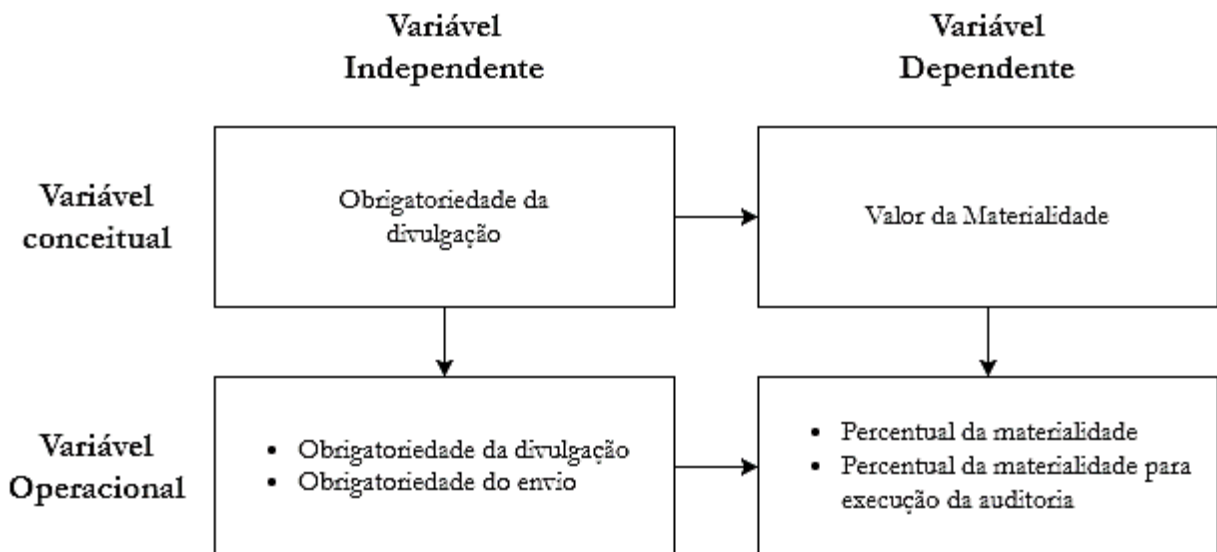 Variável
Independente
Variável
Dependente
Variável
conceitual
Obrigatoriedade da
divulgação
Valor da Materialidade
Variável
Operacional
• Obrigatoriedade da divulgação
• Obrigatoriedade do envio
• Percentual da materialidade
• Percentual da materialidade para
execução da auditoria